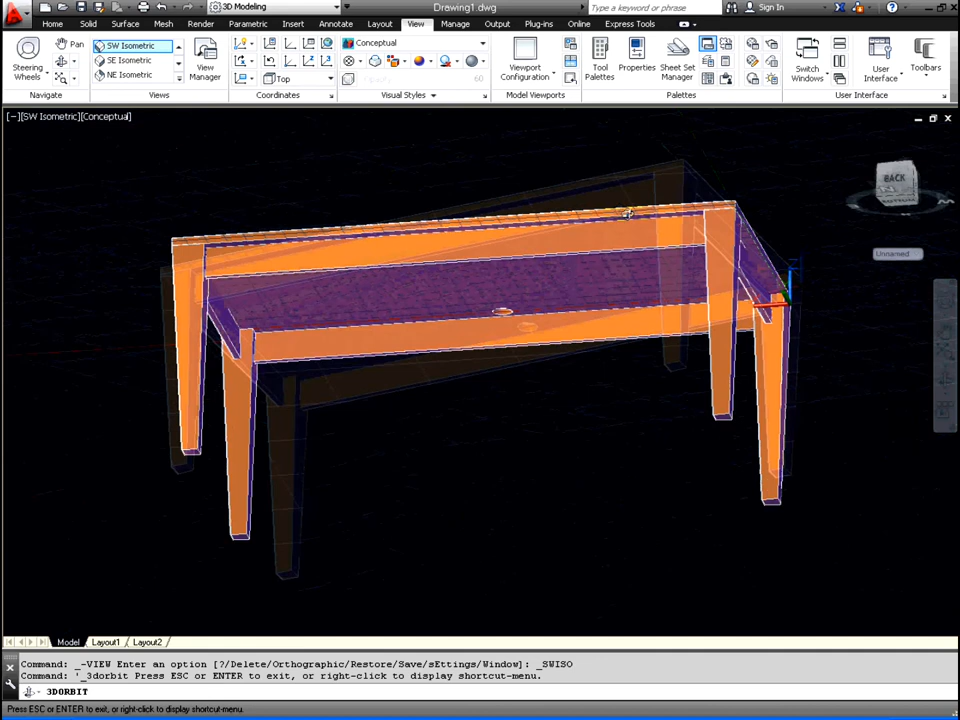 3D Modeling
Drawing1.dwg
Type a keyword or phrase
Sign In
Home Solid Surface Mesh Render Parametric Insert Annotate Layout View Manage Output Plug-ins Online Express Tools
Pan
Steering
Wheels
Navigate
SW Isometric
SE Isometric
NE Isometric
Views
View
Manager
Top
Coordinates
Conceptual
60
Visual Styles
Viewport
Configuration
Model Viewports
Tool
Palettes
Properties
Sheet Set
Manager
Palettes
Switch
Windows
User
Interface
Toolbars
User Interface
[−][SW Isometric][Conceptual]
BACK
Unnamed
Model Layout1 Layout2
Command: _-VIEW Enter an option [?/Delete/Orthographic/Restore/Save/sEttings/Window]: _SWISO
Command: '_3dorbit Press ESC or ENTER to exit, or right-click to display shortcut-menu.
3DORBIT
Press ESC or ENTER to exit, or right-click to display shortcut-menu.